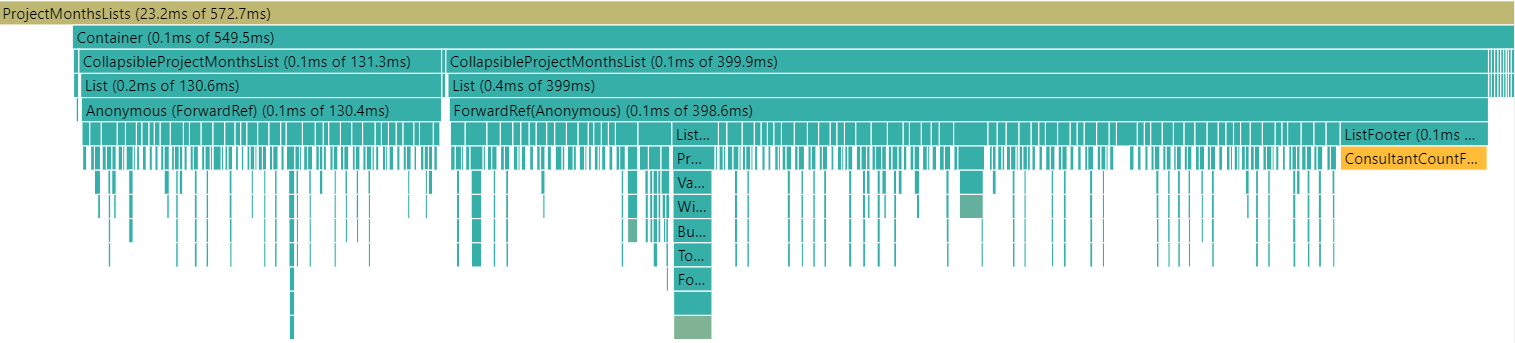 ProjectMonthsLists (23.2ms of 572.7ms)
Container (0.1ms of 549.5ms)
CollapsibleProjectMonthsList (0.1ms of 131.3ms) CollapsibleProjectMonthsList (0.1ms of 399.9ms)
List (0.2ms of 130.6ms) List (0.4ms of 399ms)
Anonymous (ForwardRef) (0.1ms of 130.4ms) ForwardRef(Anonymous) (0.1ms of 398.6ms)
List... ListFooter (0.1ms ...
Pr... ConsultantCountF...
Va...
Wi...
Bu...
To...
Fo...